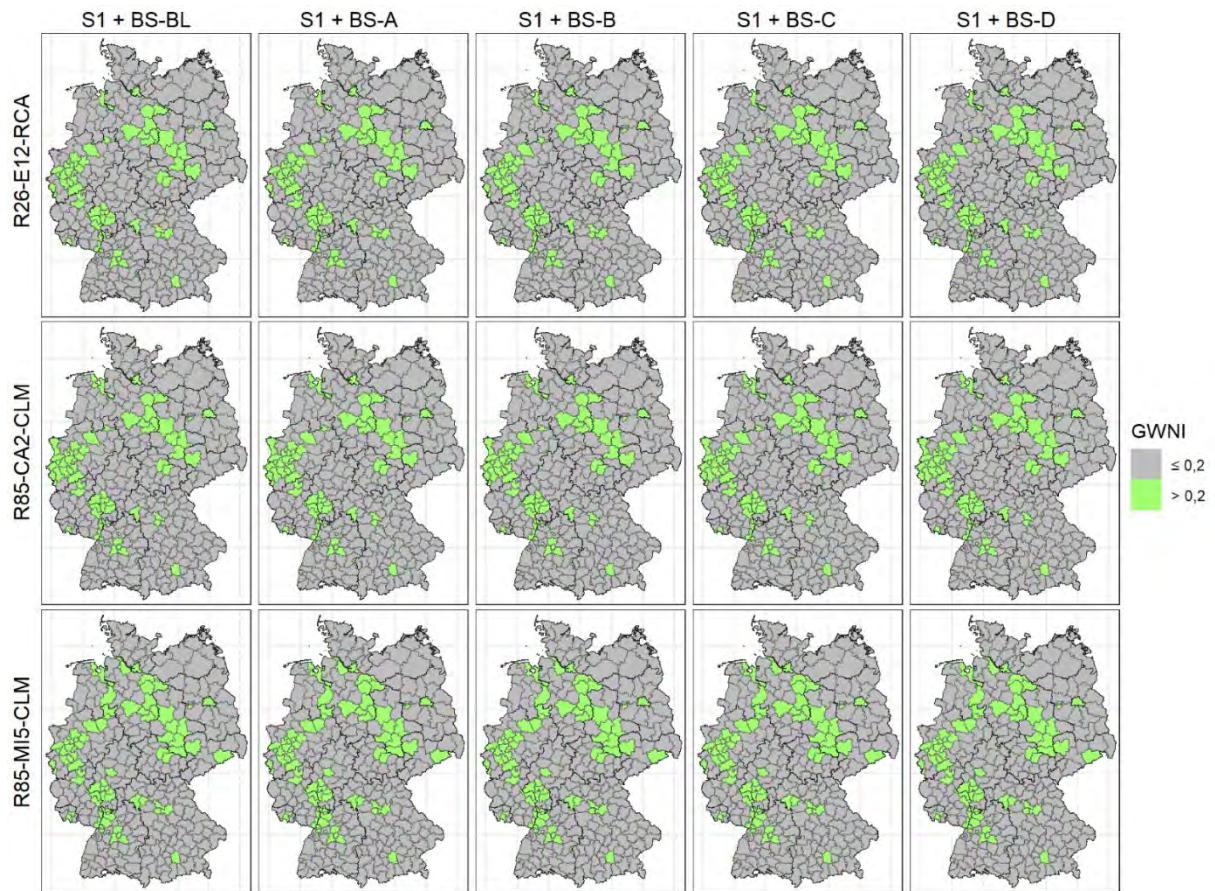 S1 + BS-BL
S1 + BS-A
S1 + BS-B
S1 + BS-C
S1 + BS-D
R26-E12-RCA
R85-CA2-CLM
R85-MI5-CLM
GWNI
≤ 0,2
> 0,2